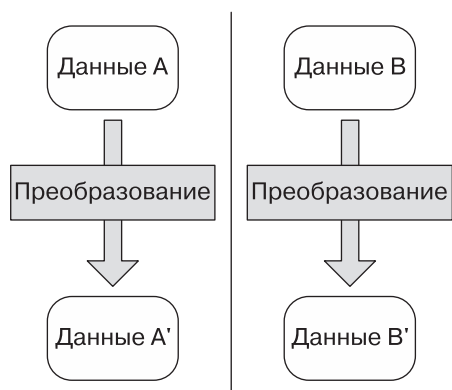 Данные А
Преобразование
Данные А'
Данные В
Преобразование
Данные В'